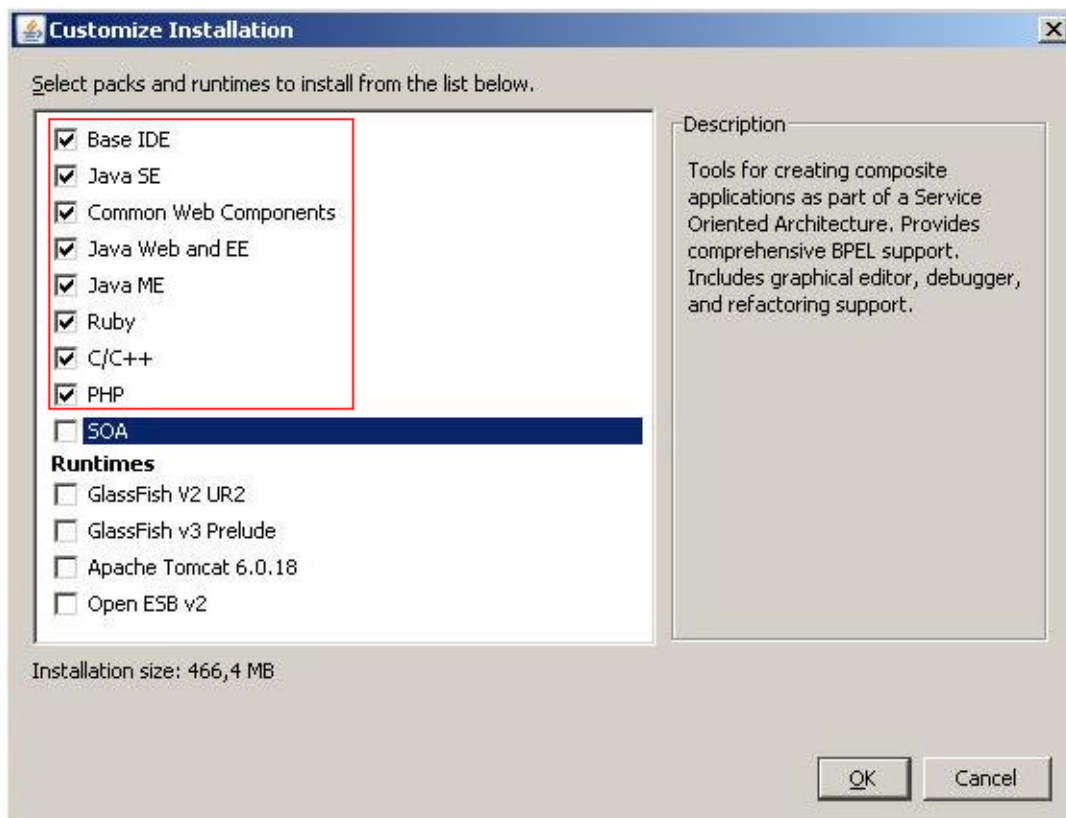 Customize Installation
Select packs and runtimes to install from the list below.
Base IDE
Java SE
Common Web Components
Java Web and EE
Java ME
Ruby
C/C++
PHP
SOA
Runtimes
GlassFish V2 UR2
GlassFish v3 Prelude
Apache Tomcat 6.0.18
Open ESB v2
Description
Tools for creating composite
applications as part of a Service
Oriented Architecture. Provides
comprehensive BPEL support.
Includes graphical editor, debugger,
and refactoring support.
Installation size: 466,4 MB
OK
Cancel